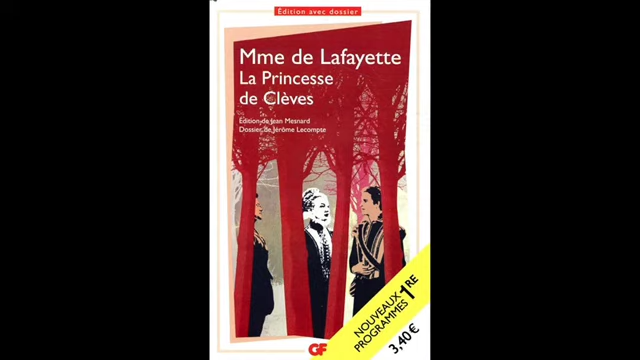 Édition avec dossier
Mme de Lafayette
La Princesse
de Clèves
Édition de Jean Mesnard
Dossier de Jérôme Lecompte
NOUVEAUX
PROGRAMMES 1RE
3,40 €
GF